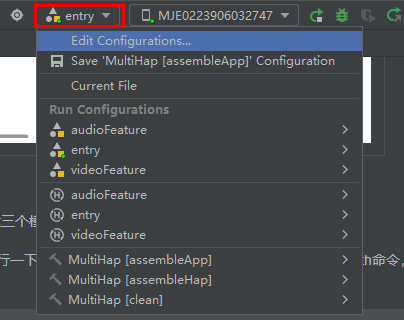 entry
MJE0223906032747
Edit Configurations...
Save 'MultiHap [assembleApp]' Configuration
Current File
Run Configurations
audioFeature
entry
videoFeature
audioFeature
entry
videoFeature
三个模
行一下
MultiHap [assembleApp]
h命令，
MultiHap [assembleHap]
MultiHap [clean]